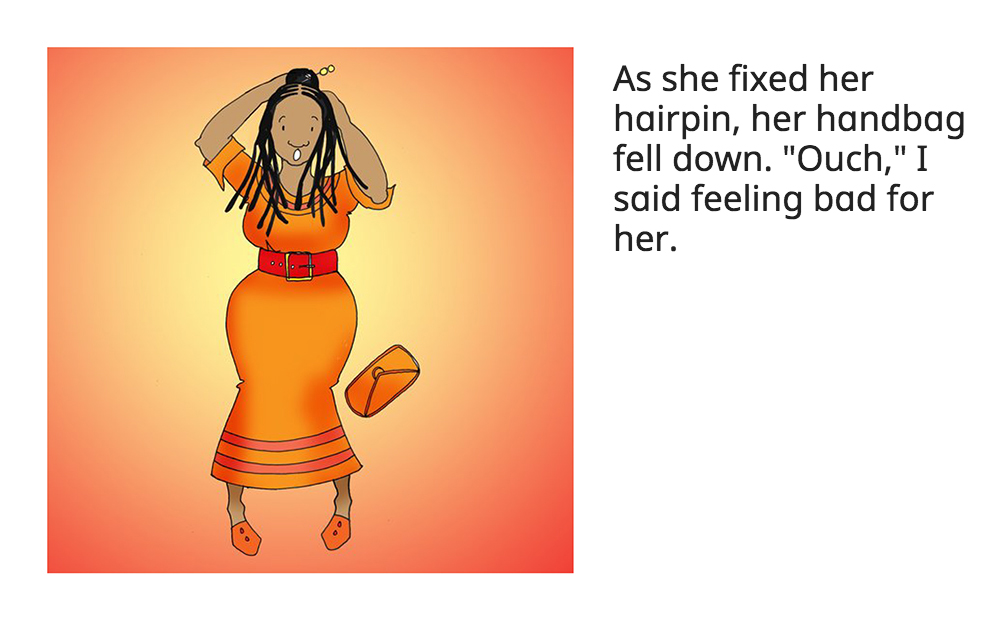 As she fixed her
hairpin, her handbag
fell down. "Ouch," I
said feeling bad for
her.